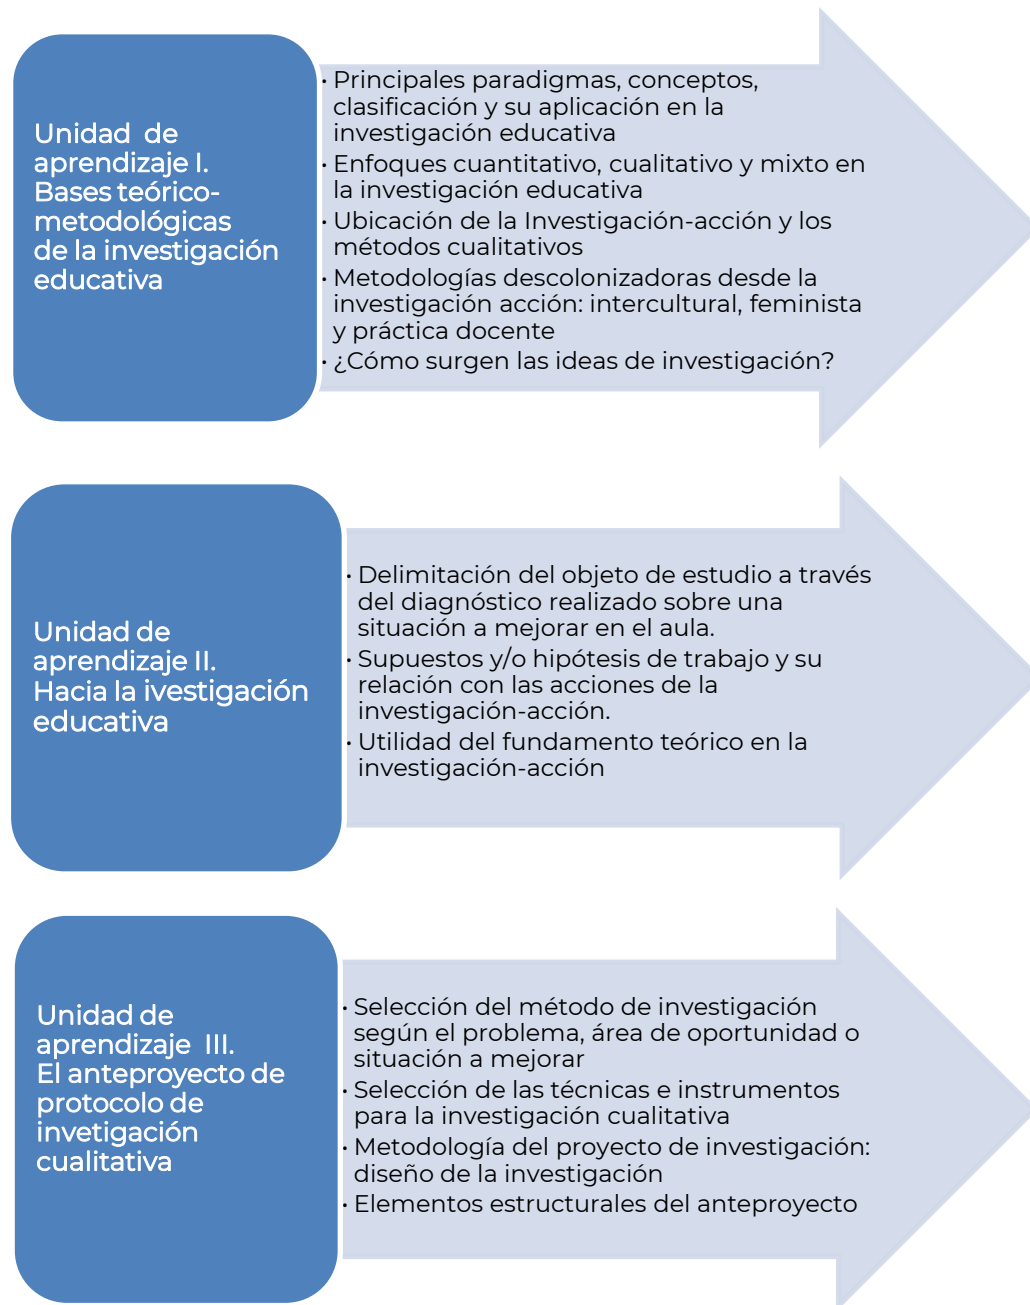 Unidad de
aprendizaje I.
Bases teórico-
metodológicas
de la investigación
educativa
· Principales paradigmas, conceptos,
clasificación y su aplicación en la
investigación educativa
· Enfoques cuantitativo, cualitativo y mixto en
la investigación educativa
· Ubicación de la Investigación-acción y los
métodos cualitativos
· Metodologías descolonizadoras desde la
investigación acción: intercultural, feminista
y práctica docente
· ¿Cómo surgen las ideas de investigación?
Unidad de
aprendizaje II.
Hacia la ivestigación
educativa
· Delimitación del objeto de estudio a través
del diagnóstico realizado sobre una
situación a mejorar en el aula.
· Supuestos y/o hipótesis de trabajo y su
relación con las acciones de la
investigación-acción.
· Utilidad del fundamento teórico en la
investigación-acción
Unidad de
aprendizaje III.
El anteproyecto de
protocolo de
invetigación
cualitativa
· Selección del método de investigación
según el problema, área de oportunidad o
situación a mejorar
· Selección de las técnicas e instrumentos
para la investigación cualitativa
· Metodología del proyecto de investigación:
diseño de la investigación
· Elementos estructurales del anteproyecto